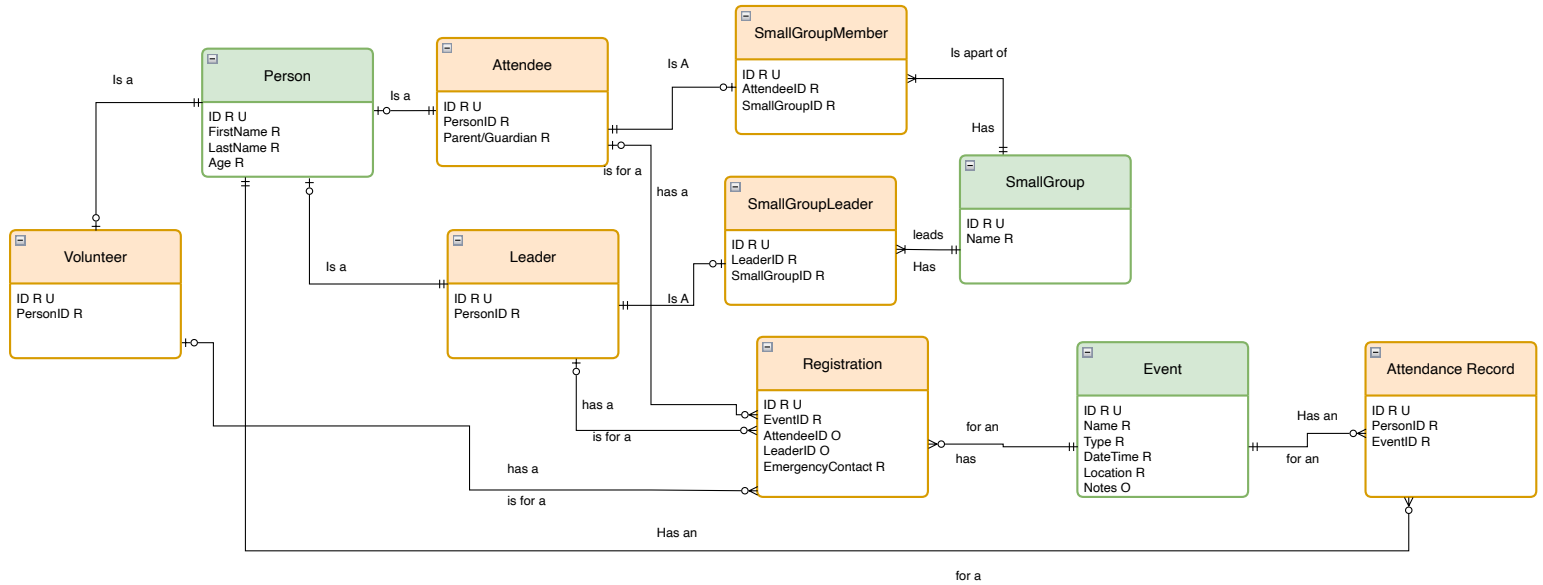 SmallGroupMember
ID R U
AttendeeID R
SmallGroupID R
Is apart of
Has
Attendee
ID R U
PersonID R
Parent/Guardian R
Is A
Person
ID R U
FirstName R
LastName R
Age R
Is a
Is a
is for a
has a
SmallGroup
ID R U
Name R
SmallGroupLeader
ID R U
LeaderID R
SmallGroupID R
leads
Has
Volunteer
ID R U
PersonID R
Is a
Leader
ID R U
PersonID R
Is A
Registration
ID R U
EventID R
AttendeeID O
LeaderID O
EmergencyContact R
has a
is for a
for an
has
Event
ID R U
Name R
Type R
DateTime R
Location R
Notes O
Has an
for an
Attendance Record
ID R U
PersonID R
EventID R
has a
is for a
Has an
for a